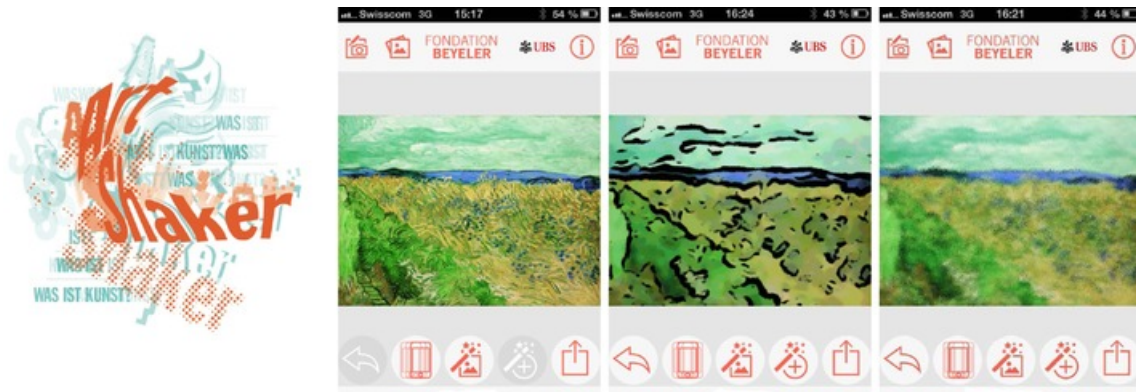 WAS IST
KUNST? WAS IST
KUNST? WAS
WAS
Art
Shaker
shaker
WAS IST
WAS IST KUNST?
Swisscom 3G 15:17 54 %
FONDATION
BEYELER
UBS
Swisscom 3G 16:24 43 %
FONDATION
BEYELER
UBS
Swisscom 3G 16:21 44 %
FONDATION
BEYELER
UBS